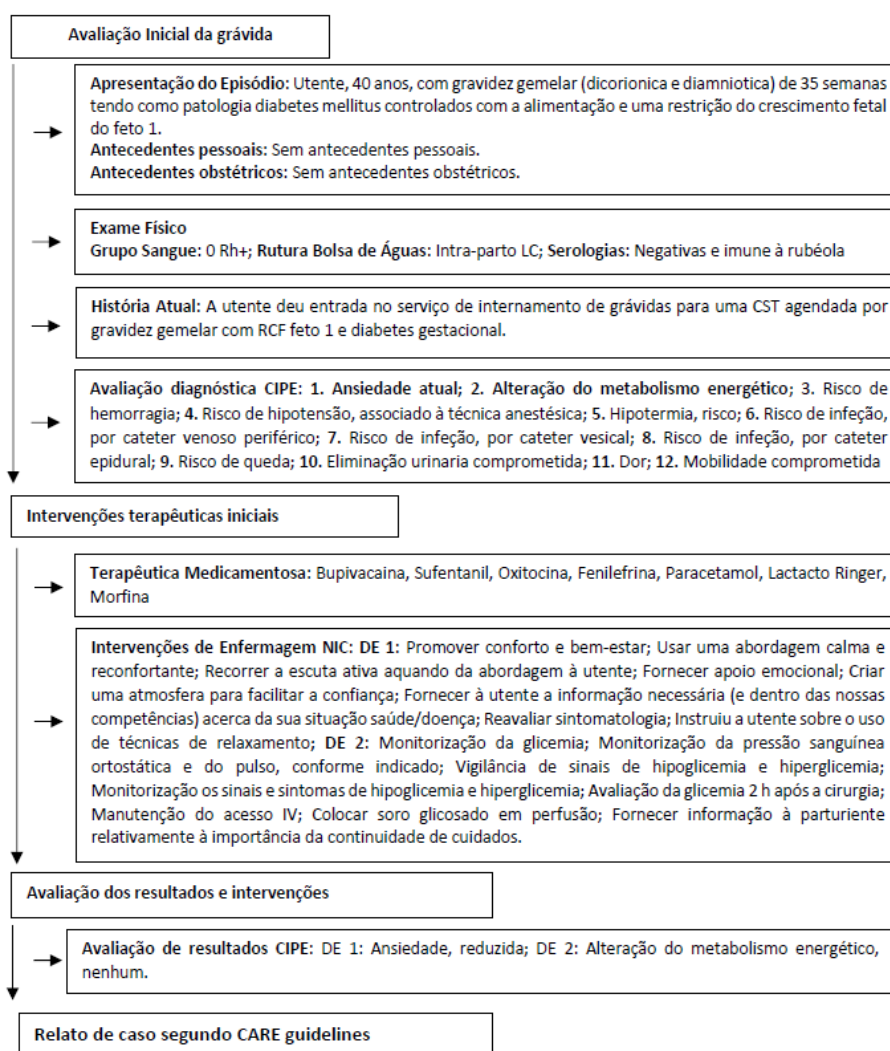 Avaliação Inicial da grávida
Apresentação do Episódio: Utente, 40 anos, com gravidez gemelar (dicorionica e diamniotica) de 35 semanas
tendo como patologia diabetes mellitus controlados com a alimentação e uma restrição do crescimento fetal
do feto 1.
Antecedentes pessoais: Sem antecedentes pessoais.
Antecedentes obstétricos: Sem antecedentes obstétricos.
Exame Físico
Grupo Sangue: 0 Rh+; Rutura Bolsa de Águas: Intra-parto LC; Serologias: Negativas e imune à rubéola
História Atual: A utente deu entrada no serviço de internamento de grávidas para uma CST agendada por
gravidez gemelar com RCF feto 1 e diabetes gestacional.
Avaliação diagnóstica CIPE: 1. Ansiedade atual; 2. Alteração do metabolismo energético; 3. Risco de
hemorragia; 4. Risco de hipotensão, associado à técnica anestésica; 5. Hipotermia, risco; 6. Risco de infeção,
por cateter venoso periférico; 7. Risco de infeção, por cateter vesical; 8. Risco de infeção, por cateter
epidural; 9. Risco de queda; 10. Eliminação urinaria comprometida; 11. Dor; 12. Mobilidade comprometida
Intervenções terapêuticas iniciais
Terapêutica Medicamentosa: Bupivacaina, Sufentanil, Oxitocina, Fenilefrina, Paracetamol, Lactacto Ringer,
Morfina
Intervenções de Enfermagem NIC: DE 1: Promover conforto e bem-estar; Usar uma abordagem calma e
reconfortante; Recorrer a escuta ativa aquando da abordagem à utente; Fornecer apoio emocional; Criar
uma atmosfera para facilitar a confiança; Fornecer à utente a informação necessária (e dentro das nossas
competências) acerca da sua situação saúde/doença; Reavaliar sintomatologia; Instruiu a utente sobre o uso
de técnicas de relaxamento; DE 2: Monitorização da glicemia; Monitorização da pressão sanguínea
ortostática e do pulso, conforme indicado; Vigilância de sinais de hipoglicemia e hiperglicemia;
Monitorização os sinais e sintomas de hipoglicemia e hiperglicemia; Avaliação da glicemia 2 h após a cirurgia;
Manutenção do acesso IV; Colocar soro glicosado em perfusão; Fornecer informação à parturiente
relativamente à importância da continuidade de cuidados.
Avaliação dos resultados e intervenções
Avaliação de resultados CIPE: DE 1: Ansiedade, reduzida; DE 2: Alteração do metabolismo energético,
nenhum.
Relato de caso segundo CARE guidelines